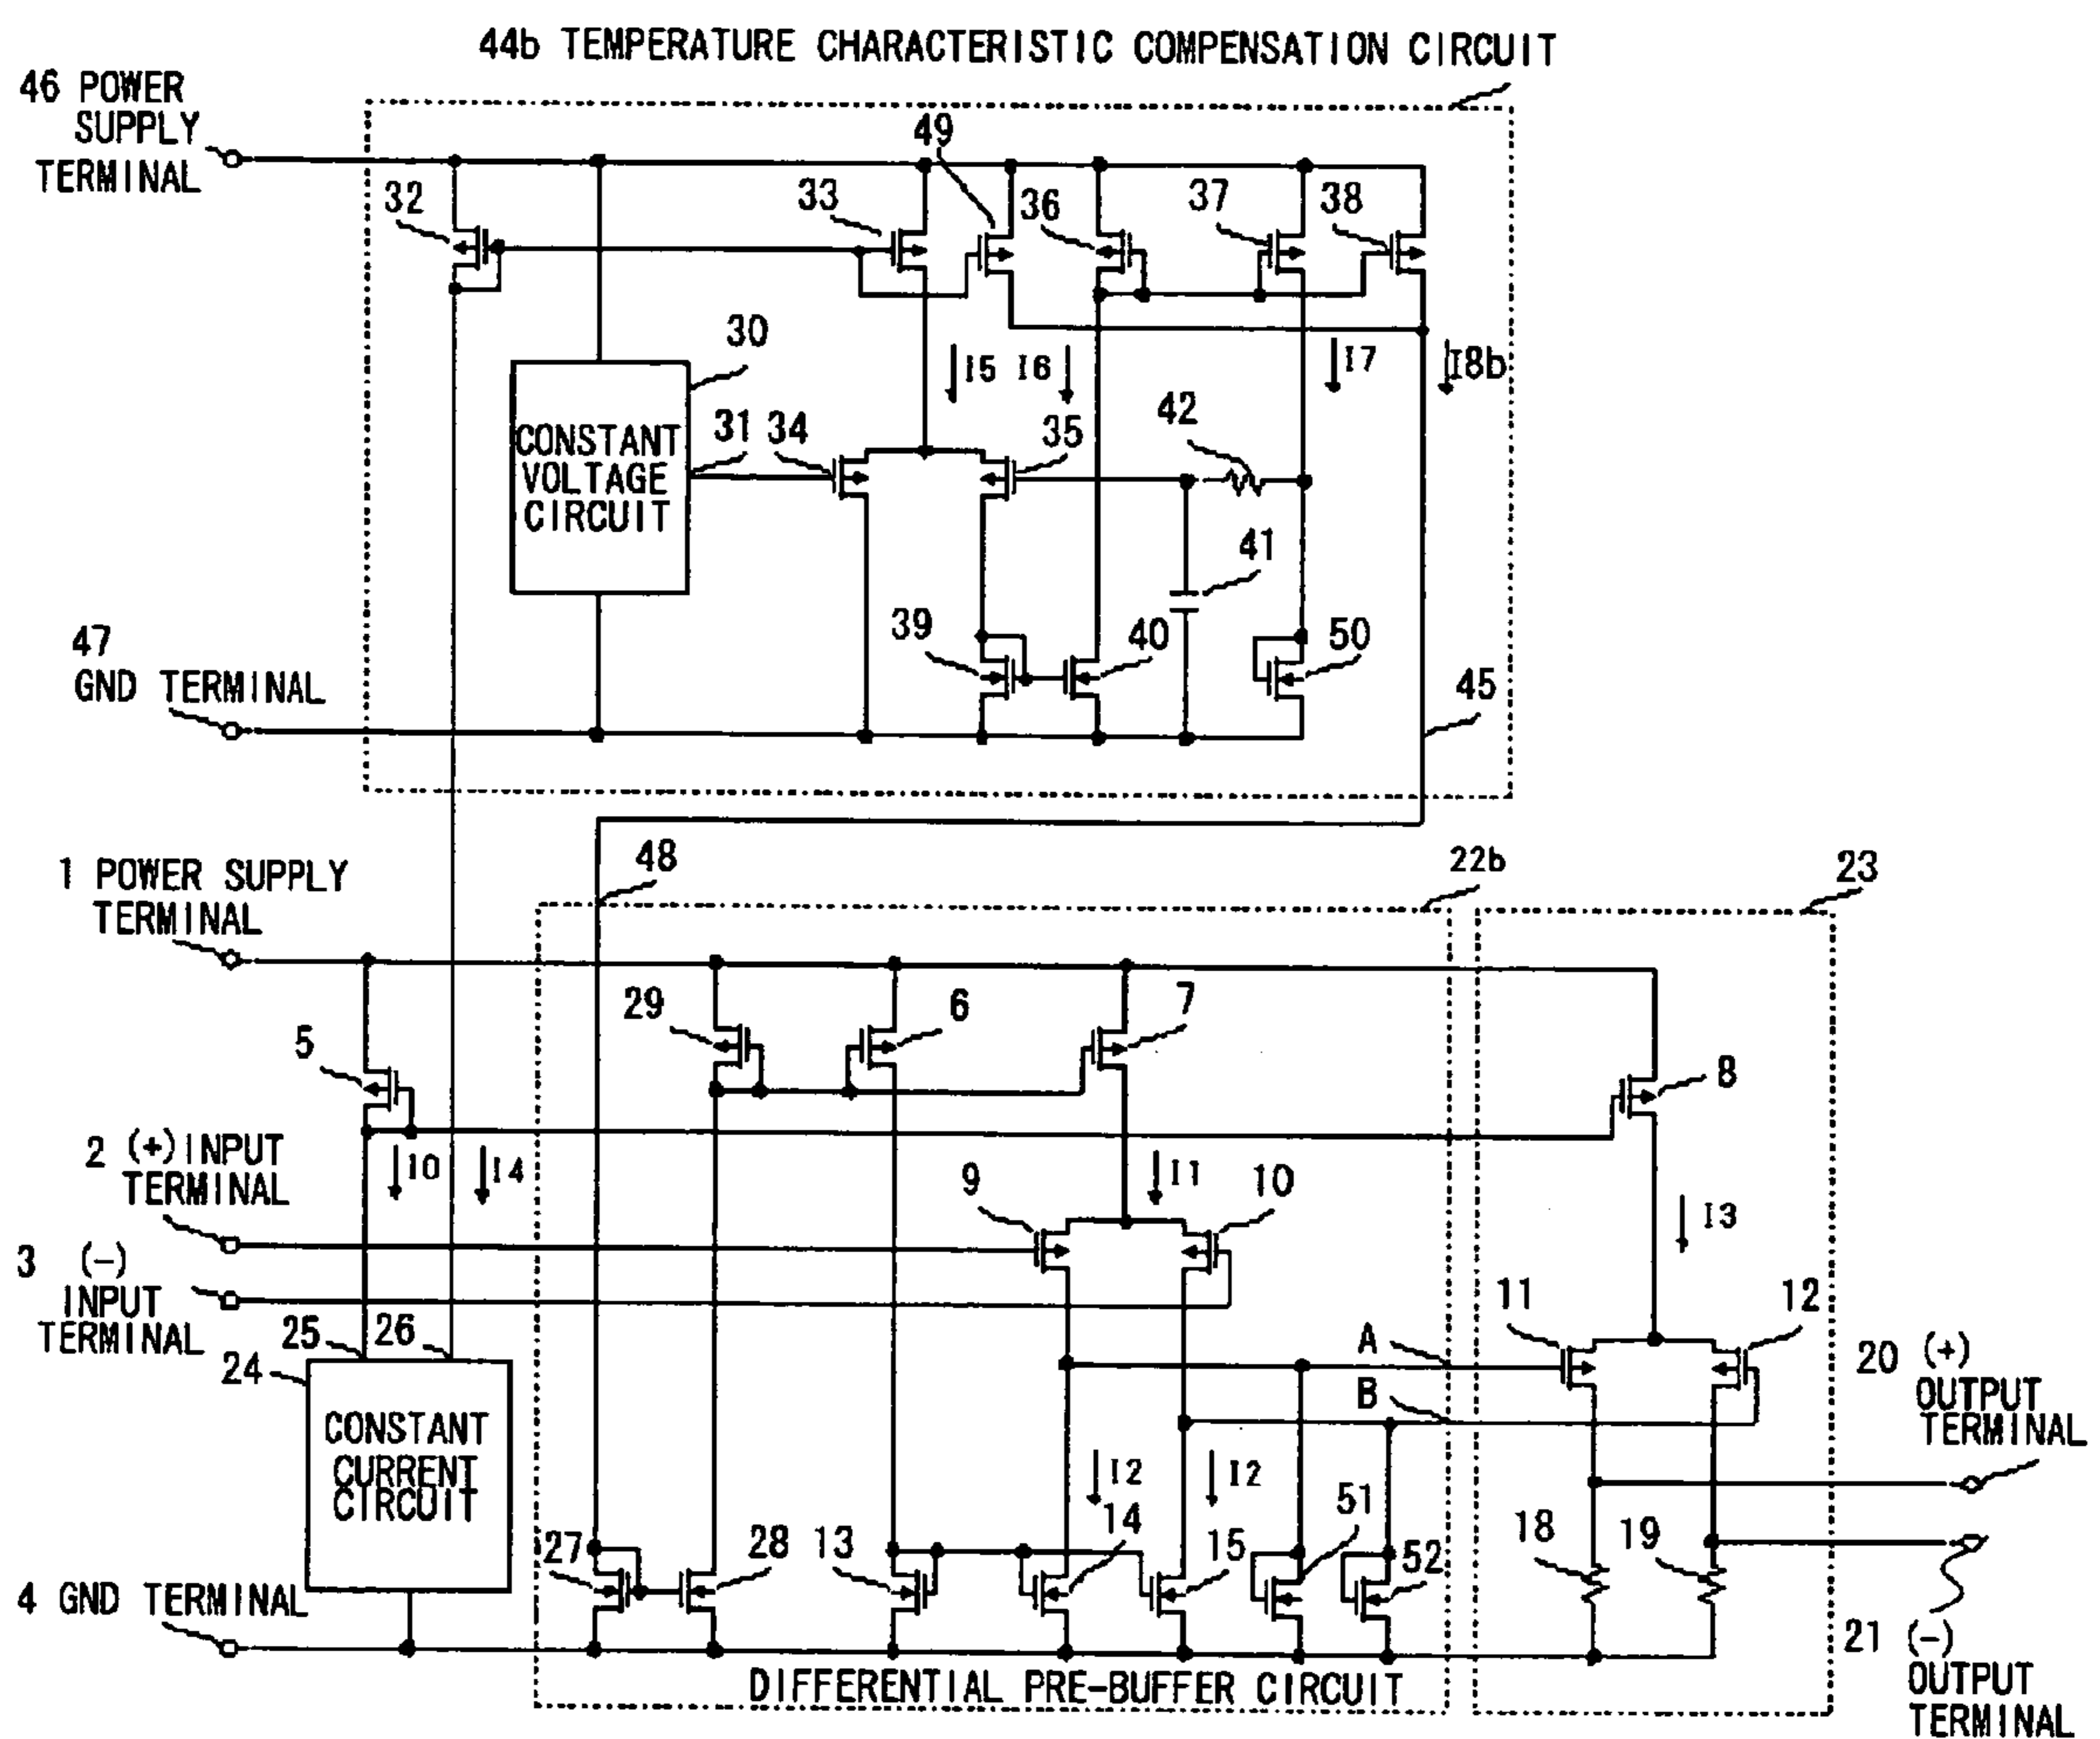 44b TEMPERATURE CHARACTERISTIC COMPENSATION CIRCUIT
46 POWER
SUPPLY
TERMINAL
49
32
33
36
37
38
30
I5
I6
I7
I8b
CONSTANT
VOLTAGE
CIRCUIT
31
34
35
42
41
39
40
50
47
GND TERMINAL
45
1 POWER SUPPLY
TERMINAL
48
22b
23
29
6
7
5
8
2 (+)INPUT
TERMINAL
I0
I4
9
I1
10
I3
3 (-)
INPUT
TERMINAL
25
26
24
CONSTANT
CURRENT
CIRCUIT
11
12
A
B
20 (+)
OUTPUT
TERMINAL
I2
I2
27
28
13
14
15
51
52
18
19
4 GND TERMINAL
DIFFERENTIAL PRE-BUFFER CIRCUIT
21 (-)
OUTPUT
TERMINAL